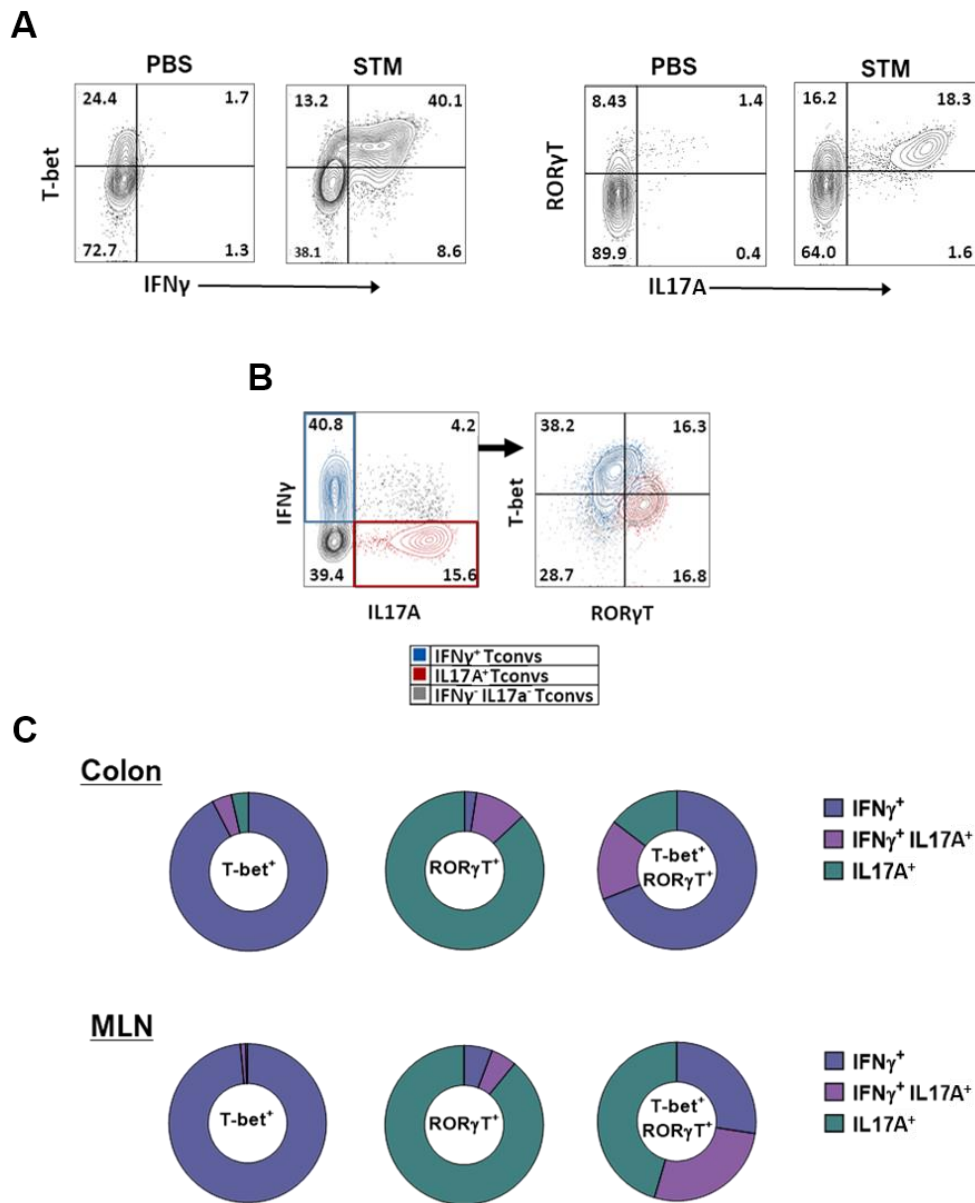 A
PBS
STM
PBS
STM
24.4
1.7
13.2
40.1
8.43
1.4
16.2
18.3
T-bet
RORγT
72.7
1.3
38.1
8.6
89.9
0.4
64.0
1.6
IFNγ
IL17A
B
40.8
4.2
38.2
16.3
IFNγ
T-bet
39.4
15.6
28.7
16.8
IL17A
RORγT
IFNγ⁺ Tconvs
IL17A⁺ Tconvs
IFNγ⁻ IL17a⁻ Tconvs
C
Colon
T-bet⁺
RORγT⁺
T-bet⁺
RORγT⁺
IFNγ⁺
IFNγ⁺ IL17A⁺
IL17A⁺
MLN
T-bet⁺
RORγT⁺
T-bet⁺
RORγT⁺
IFNγ⁺
IFNγ⁺ IL17A⁺
IL17A⁺